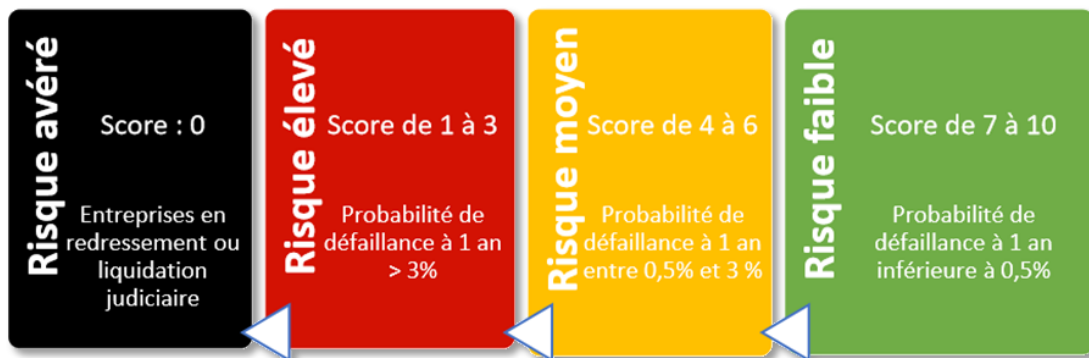 Risque avéré
Score : 0
Entreprises en
redressement ou
liquidation
judiciaire
Risque élevé
Score de 1 à 3
Probabilité de
défaillance à 1 an
> 3%
Risque moyen
Score de 4 à 6
Probabilité de
défaillance à 1 an
entre 0,5% et 3 %
Risque faible
Score de 7 à 10
Probabilité de
défaillance à 1 an
inférieure à 0,5%